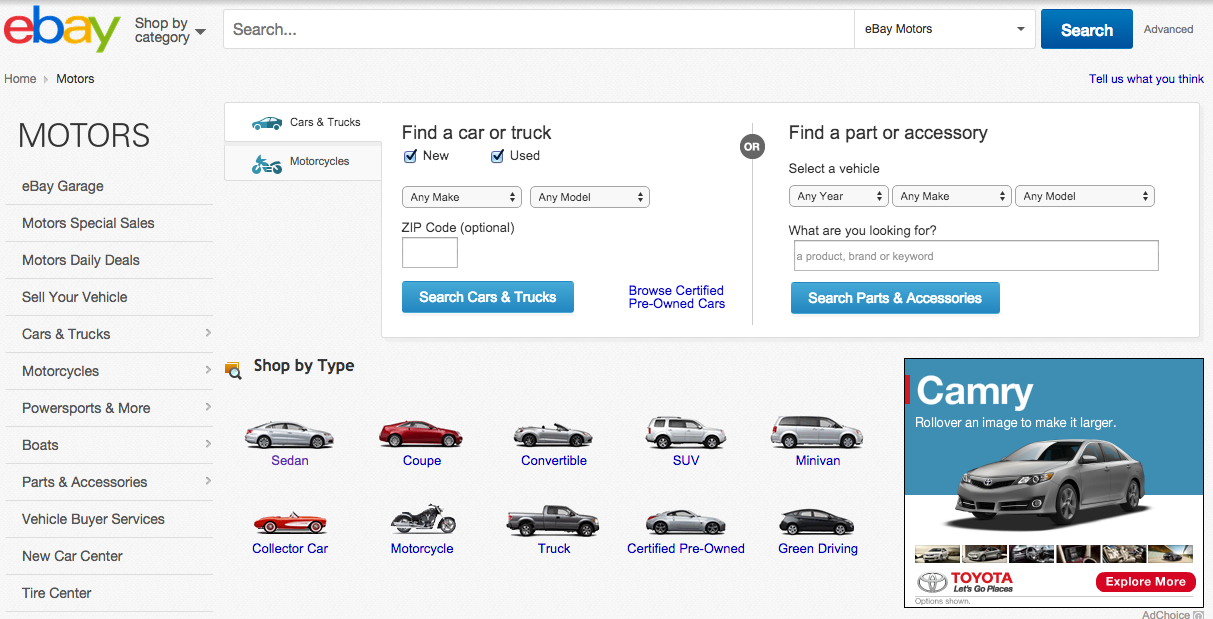 ebay
Shop by
category
Search...
eBay Motors
Search
Advanced
Home
Motors
Tell us what you think
MOTORS
eBay Garage
Motors Special Sales
Motors Daily Deals
Sell Your Vehicle
Cars & Trucks
Motorcycles
Powersports & More
Boats
Parts & Accessories
Vehicle Buyer Services
New Car Center
Tire Center
Cars & Trucks
Motorcycles
Find a car or truck
New
Used
Any Make
Any Model
ZIP Code (optional)
Search Cars & Trucks
Browse Certified
Pre-Owned Cars
OR
Find a part or accessory
Select a vehicle
Any Year
Any Make
Any Model
What are you looking for?
a product, brand or keyword
Search Parts & Accessories
Shop by Type
Sedan
Coupe
Convertible
SUV
Minivan
Collector Car
Motorcycle
Truck
Certified Pre-Owned
Green Driving
Camry
Rollover an image to make it larger.
TOYOTA
Let's Go Places
Explore More
Options shown.
AdChoice